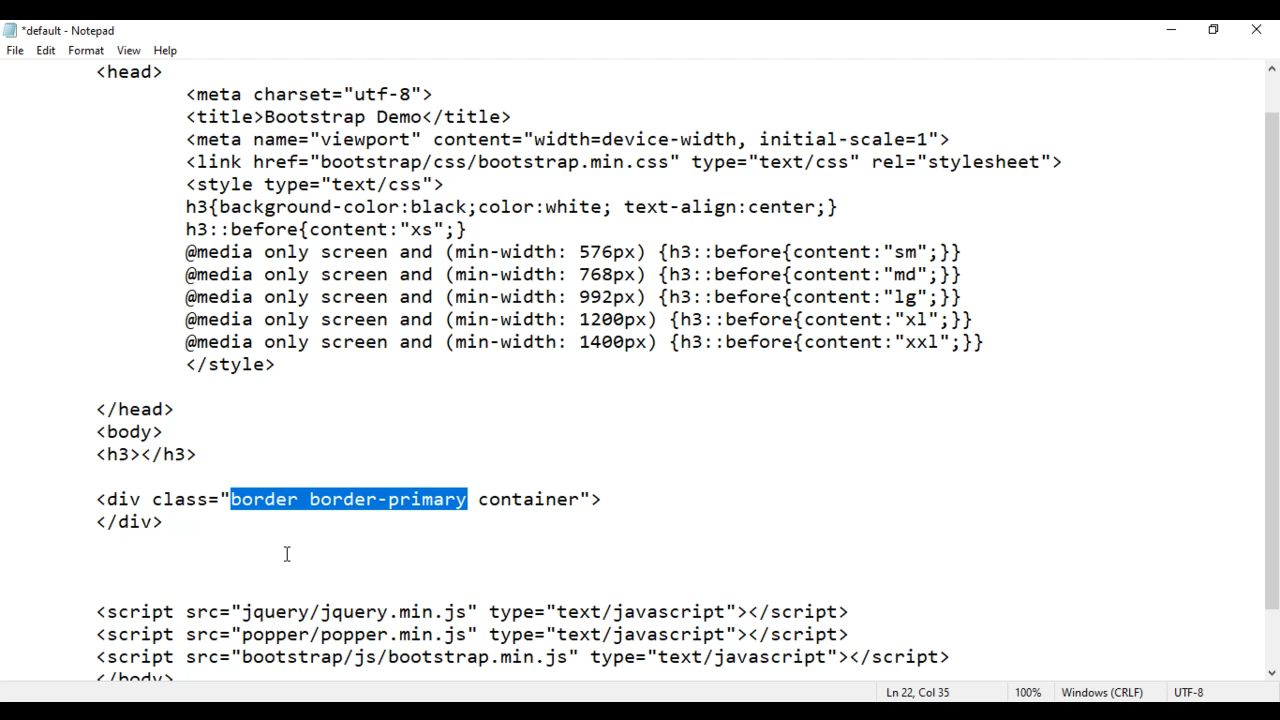 *default - Notepad
File Edit Format View Help
<head>
<meta charset="utf-8">
<title>Bootstrap Demo</title>
<meta name="viewport" content="width=device-width, initial-scale=1">
<link href="bootstrap/css/bootstrap.min.css" type="text/css" rel="stylesheet">
<style type="text/css">
h3{background-color:black;color:white; text-align:center;}
h3::before{content:"xs";}
@media only screen and (min-width: 576px) {h3::before{content:"sm";}}
@media only screen and (min-width: 768px) {h3::before{content:"md";}}
@media only screen and (min-width: 992px) {h3::before{content:"lg";}}
@media only screen and (min-width: 1200px) {h3::before{content:"xl";}}
@media only screen and (min-width: 1400px) {h3::before{content:"xxl";}}
</style>
</head>
<body>
<h3></h3>
<div class="border border-primary container">
</div>
<script src="jquery/jquery.min.js" type="text/javascript"></script>
<script src="popper/popper.min.js" type="text/javascript"></script>
<script src="bootstrap/js/bootstrap.min.js" type="text/javascript"></script>
</body>
Ln 22, Col 35 100% Windows (CRLF) UTF-8